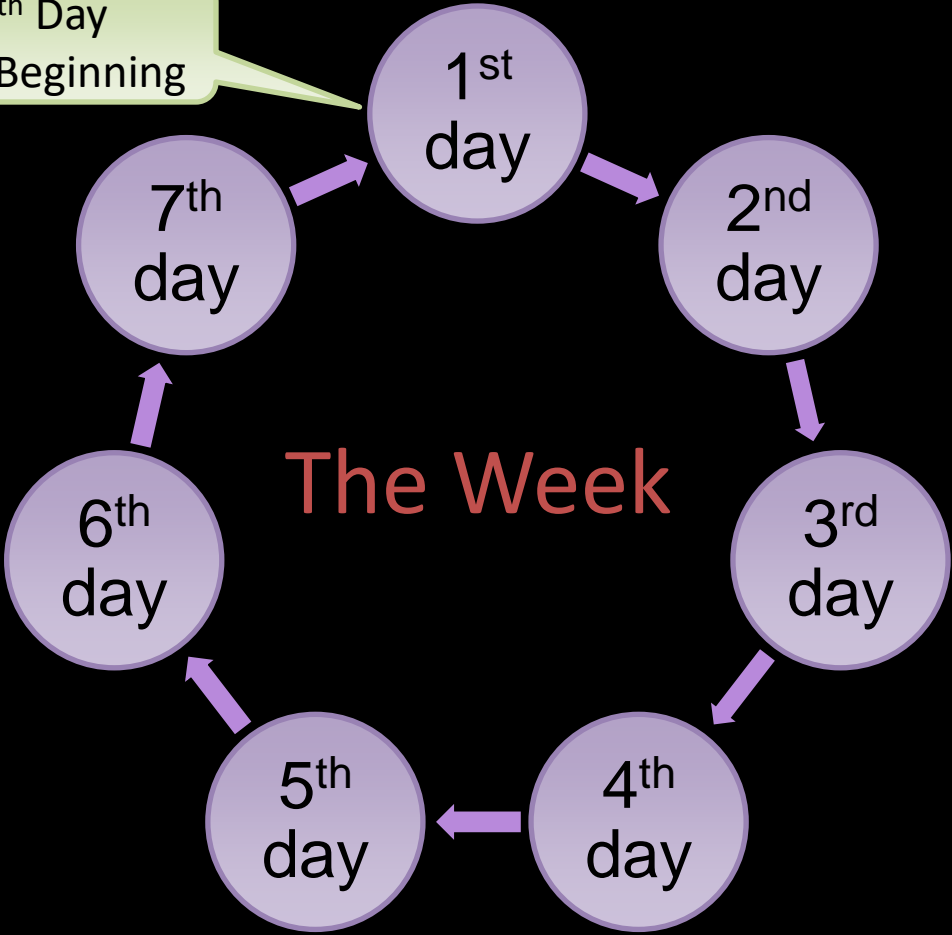 th Day
Beginning
1st
day
2nd
day
3rd
day
4th
day
5th
day
6th
day
7th
day
The Week